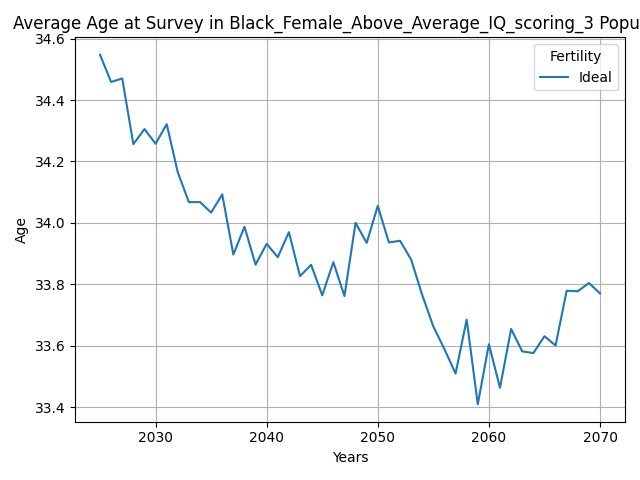 Average Age at Survey in Black_Female_Above_Average_IQ_scoring_3 Popu
34.6
34.4
34.2
34.0
33.8
33.6
33.4
Age
Fertility
Ideal
2030 2040 2050 2060 2070
Years